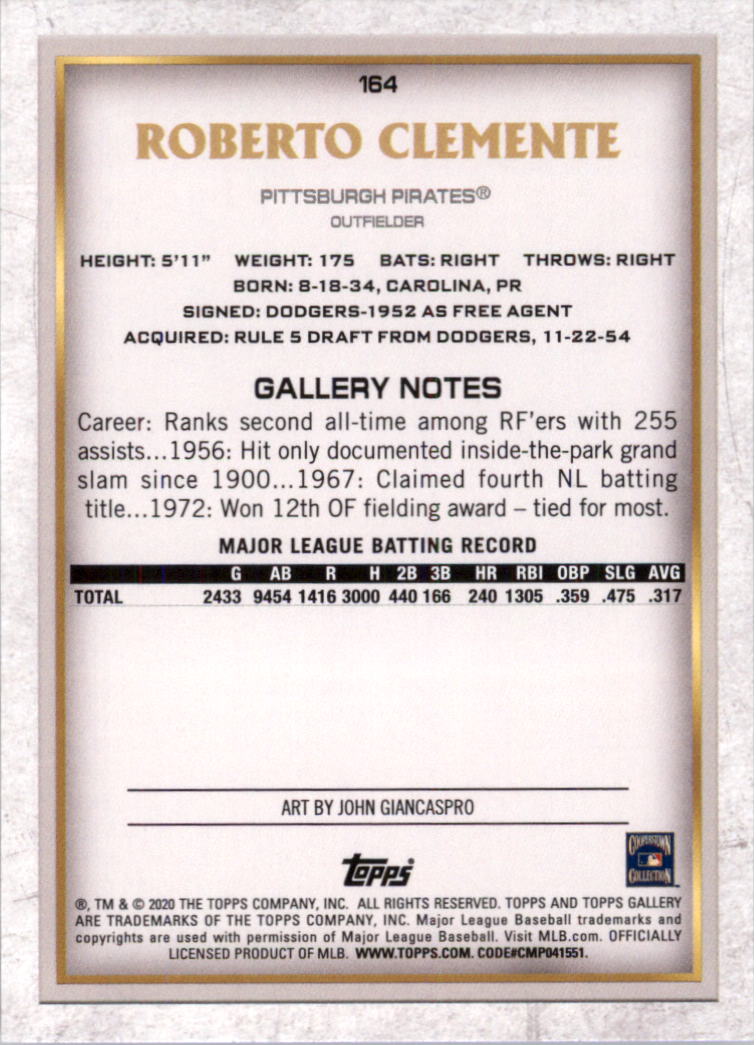 164
ROBERTO CLEMENTE
PITTSBURGH PIRATES®
OUTFIELDER
HEIGHT: 5'11" WEIGHT: 175 BATS: RIGHT THROWS: RIGHT
BORN: 8-18-34, CAROLINA, PR
SIGNED: DODGERS-1952 AS FREE AGENT
ACQUIRED: RULE 5 DRAFT FROM DODGERS, 11-22-54
GALLERY NOTES
Career: Ranks second all-time among RF'ers with 255
assists...1956: Hit only documented inside-the-park grand
slam since 1900...1967: Claimed fourth NL batting
title...1972: Won 12th OF fielding award – tied for most.
MAJOR LEAGUE BATTING RECORD
G AB R H 2B 3B HR RBI OBP SLG AVG
TOTAL 2433 9454 1416 3000 440 166 240 1305 .359 .475 .317
ART BY JOHN GIANCASPRO
COOPERSTOWN
COLLECTION
topps
®, TM & © 2020 THE TOPPS COMPANY, INC. ALL RIGHTS RESERVED. TOPPS AND TOPPS GALLERY
ARE TRADEMARKS OF THE TOPPS COMPANY, INC. Major League Baseball trademarks and
copyrights are used with permission of Major League Baseball. Visit MLB.com. OFFICIALLY
LICENSED PRODUCT OF MLB. WWW.TOPPS.COM. CODE#CMP041551.